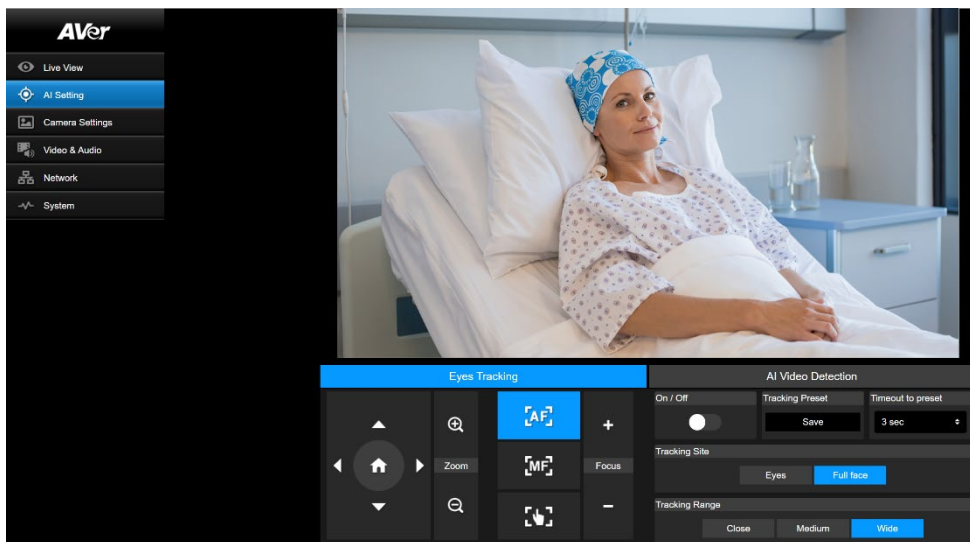 AVer
Live View
AI Setting
Camera Settings
Video & Audio
Network
System
Eyes Tracking
AI Video Detection
Zoom
AF
MF
Focus
On / Off
Tracking Preset
Timeout to preset
Save
3 sec
Tracking Site
Eyes
Full face
Tracking Range
Close
Medium
Wide